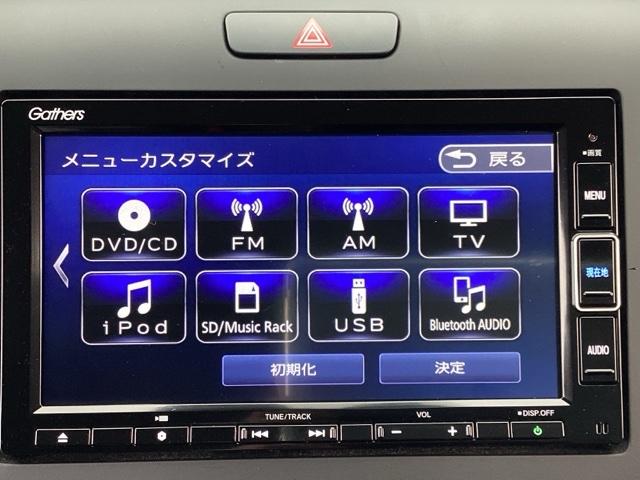 Gathers
メニューカスタマイズ
戻る
DVD/CD
FM
AM
TV
iPod
SD/Music Rack
USB
Bluetooth AUDIO
初期化
決定
画質
MENU
現在地
AUDIO
TUNE/TRACK
VOL
DISP.OFF